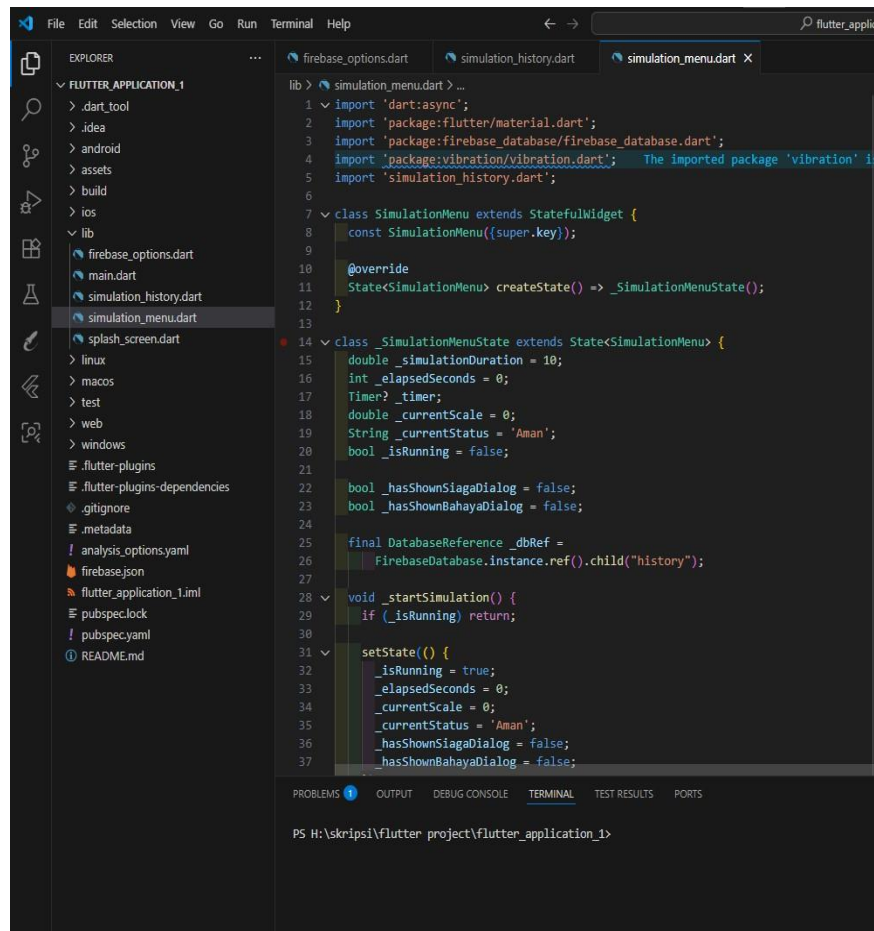 File Edit Selection View Go Run Terminal Help
flutter_applic
EXPLORER
FLUTTER_APPLICATION_1
.dart_tool
.idea
android
assets
build
ios
lib
firebase_options.dart
main.dart
simulation_history.dart
simulation_menu.dart
splash_screen.dart
linux
macos
test
web
windows
.flutter-plugins
.flutter-plugins-dependencies
.gitignore
.metadata
analysis_options.yaml
firebase.json
flutter_application_1.iml
pubspec.lock
pubspec.yaml
README.md
firebase_options.dart simulation_history.dart simulation_menu.dart
lib > simulation_menu.dart > ...
1 import 'dart:async';
2 import 'package:flutter/material.dart';
3 import 'package:firebase_database/firebase_database.dart';
4 import 'package:vibration/vibration.dart'; The imported package 'vibration' is
5 import 'simulation_history.dart';
6
7 class SimulationMenu extends StatefulWidget {
8 const SimulationMenu({super.key});
9
10 @override
11 State<SimulationMenu> createState() => _SimulationMenuState();
12 }
13
14 class _SimulationMenuState extends State<SimulationMenu> {
15 double _simulationDuration = 10;
16 int _elapsedSeconds = 0;
17 Timer? _timer;
18 double _currentScale = 0;
19 String _currentStatus = 'Aman';
20 bool _isRunning = false;
21
22 bool _hasShownSiagaDialog = false;
23 bool _hasShownBahayaDialog = false;
24
25 final DatabaseReference _dbRef =
26 FirebaseDatabase.instance.ref().child("history");
27
28 void _startSimulation() {
29 if (_isRunning) return;
30
31 setState(() {
32 _isRunning = true;
33 _elapsedSeconds = 0;
34 _currentScale = 0;
35 _currentStatus = 'Aman';
36 _hasShownSiagaDialog = false;
37 _hasShownBahayaDialog = false;
PROBLEMS 1 OUTPUT DEBUG CONSOLE TERMINAL TEST RESULTS PORTS
PS H:\skripsi\flutter project\flutter_application_1>